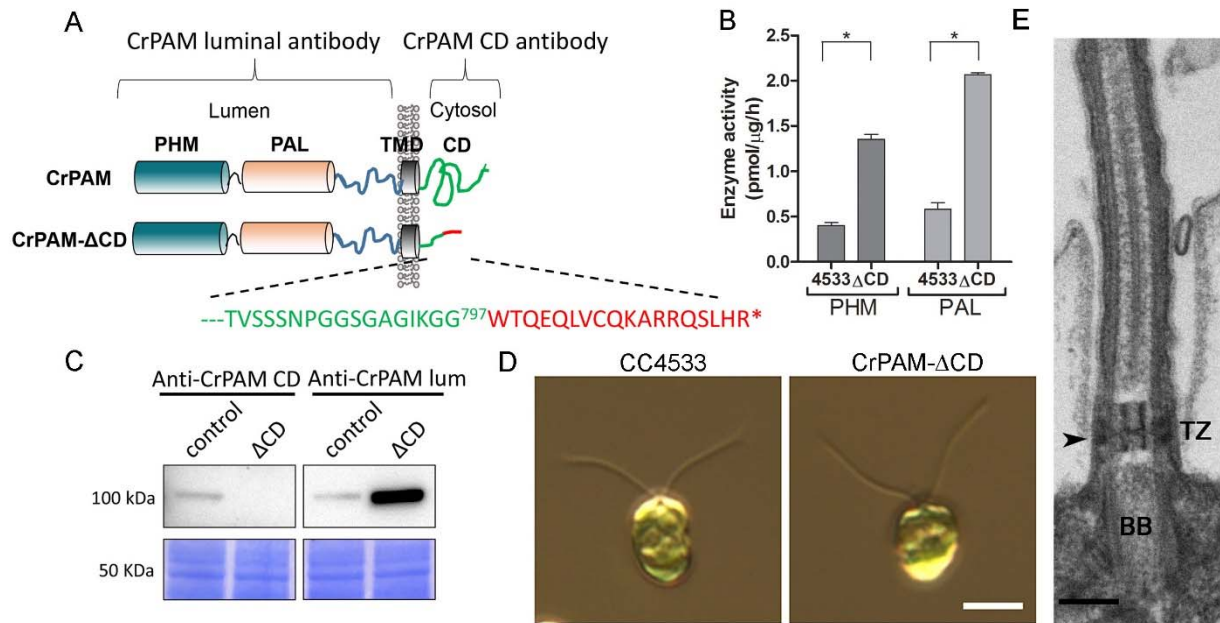 A
CrPAM luminal antibody
CrPAM CD antibody
Lumen
Cytosol
PHM
PAL
TMD
CD
CrPAM
CrPAM-ΔCD
---TVSSSNPGGSGAGIKGG797WTQEQLVCQKARRQSLHR*
B
Enzyme activity
(pmol/µg/h)
2.5
2.0
1.5
1.0
0.5
0.0
*
*
4533 ΔCD
4533 ΔCD
PHM
PAL
C
Anti-CrPAM CD
Anti-CrPAM lum
control
ΔCD
control
ΔCD
100 kDa
50 KDa
D
CC4533
CrPAM-ΔCD
E
TZ
BB